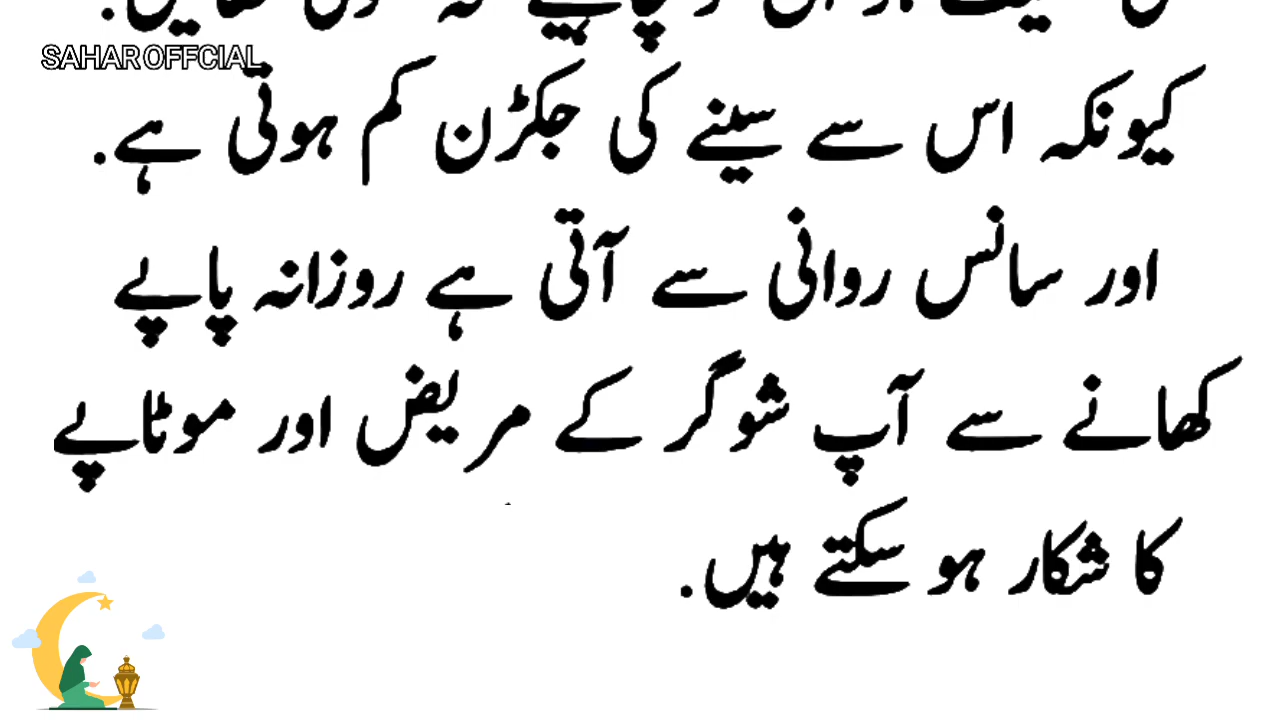 SAHAR OFFCIAL
کیونکہ اس سے سینے کی جکڑن کم ہوتی ہے.
اور سانس روانی سے آتی ہے روزانہ پاپے
کھانے سے آپ شوگر کے مریض اور موٹاپے
کا شکار ہو سکتے ہیں.